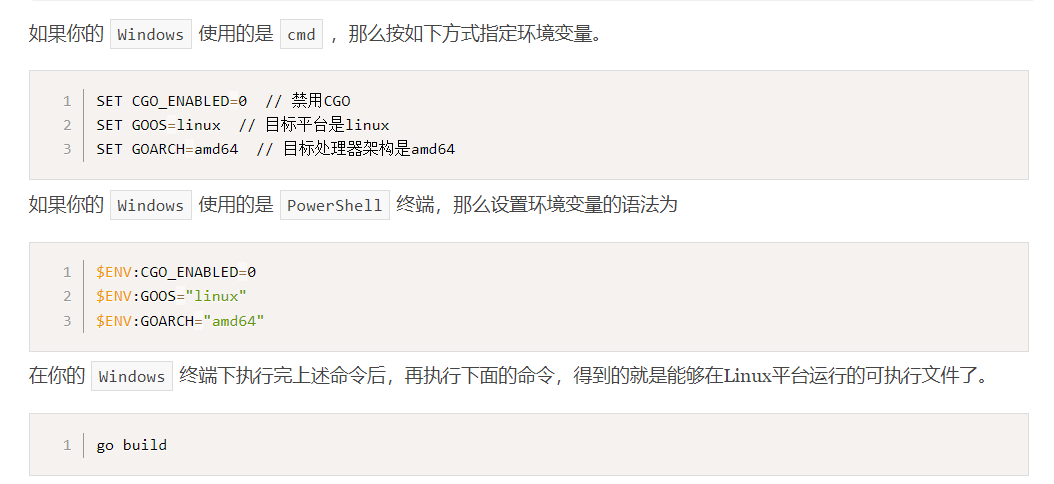 如果你的 Windows 使用的是 cmd ，那么按如下方式指定环境变量。
1 SET CGO_ENABLED=0  // 禁用CGO
2 SET GOOS=linux  // 目标平台是linux
3 SET GOARCH=amd64  // 目标处理器架构是amd64
如果你的 Windows 使用的是 PowerShell 终端，那么设置环境变量的语法为
1 $ENV:CGO_ENABLED=0
2 $ENV:GOOS="linux"
3 $ENV:GOARCH="amd64"
在你的 Windows 终端下执行完上述命令后，再执行下面的命令，得到的就是能够在Linux平台运行的可执行文件了。
1 go build